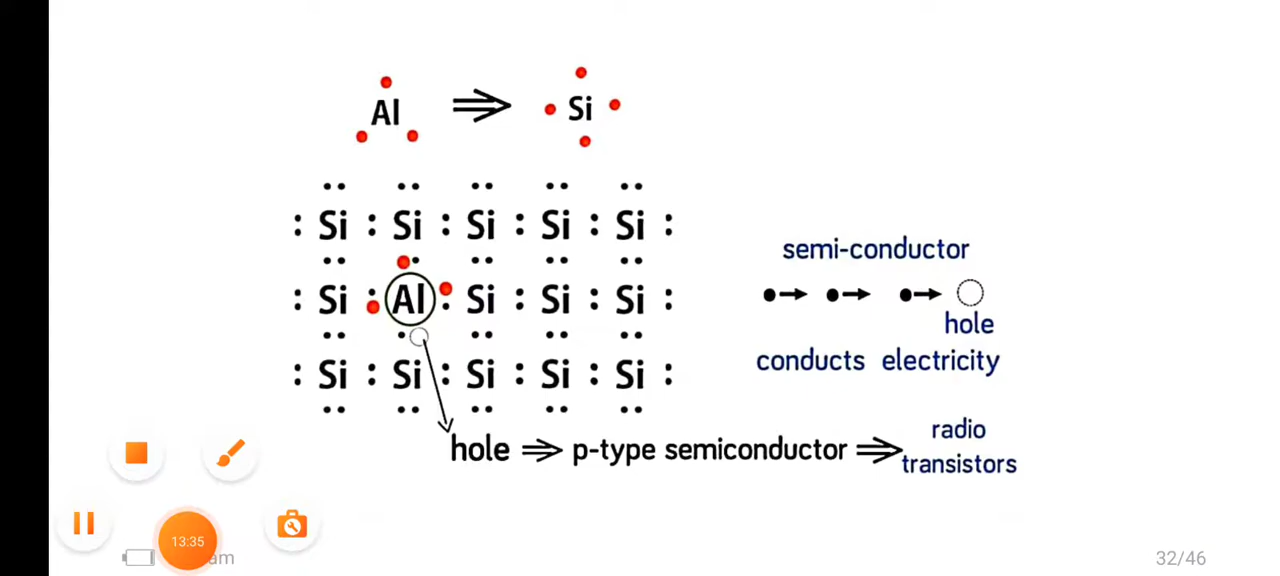 Al ⇒ Si
: Si : Si : Si : Si : Si :
: Si : Al : Si : Si : Si :
: Si : Si : Si : Si : Si :
hole ⇒ p-type semiconductor ⇒ radio
transistors
semi-conductor
hole
conducts electricity
13:35
am
32/46